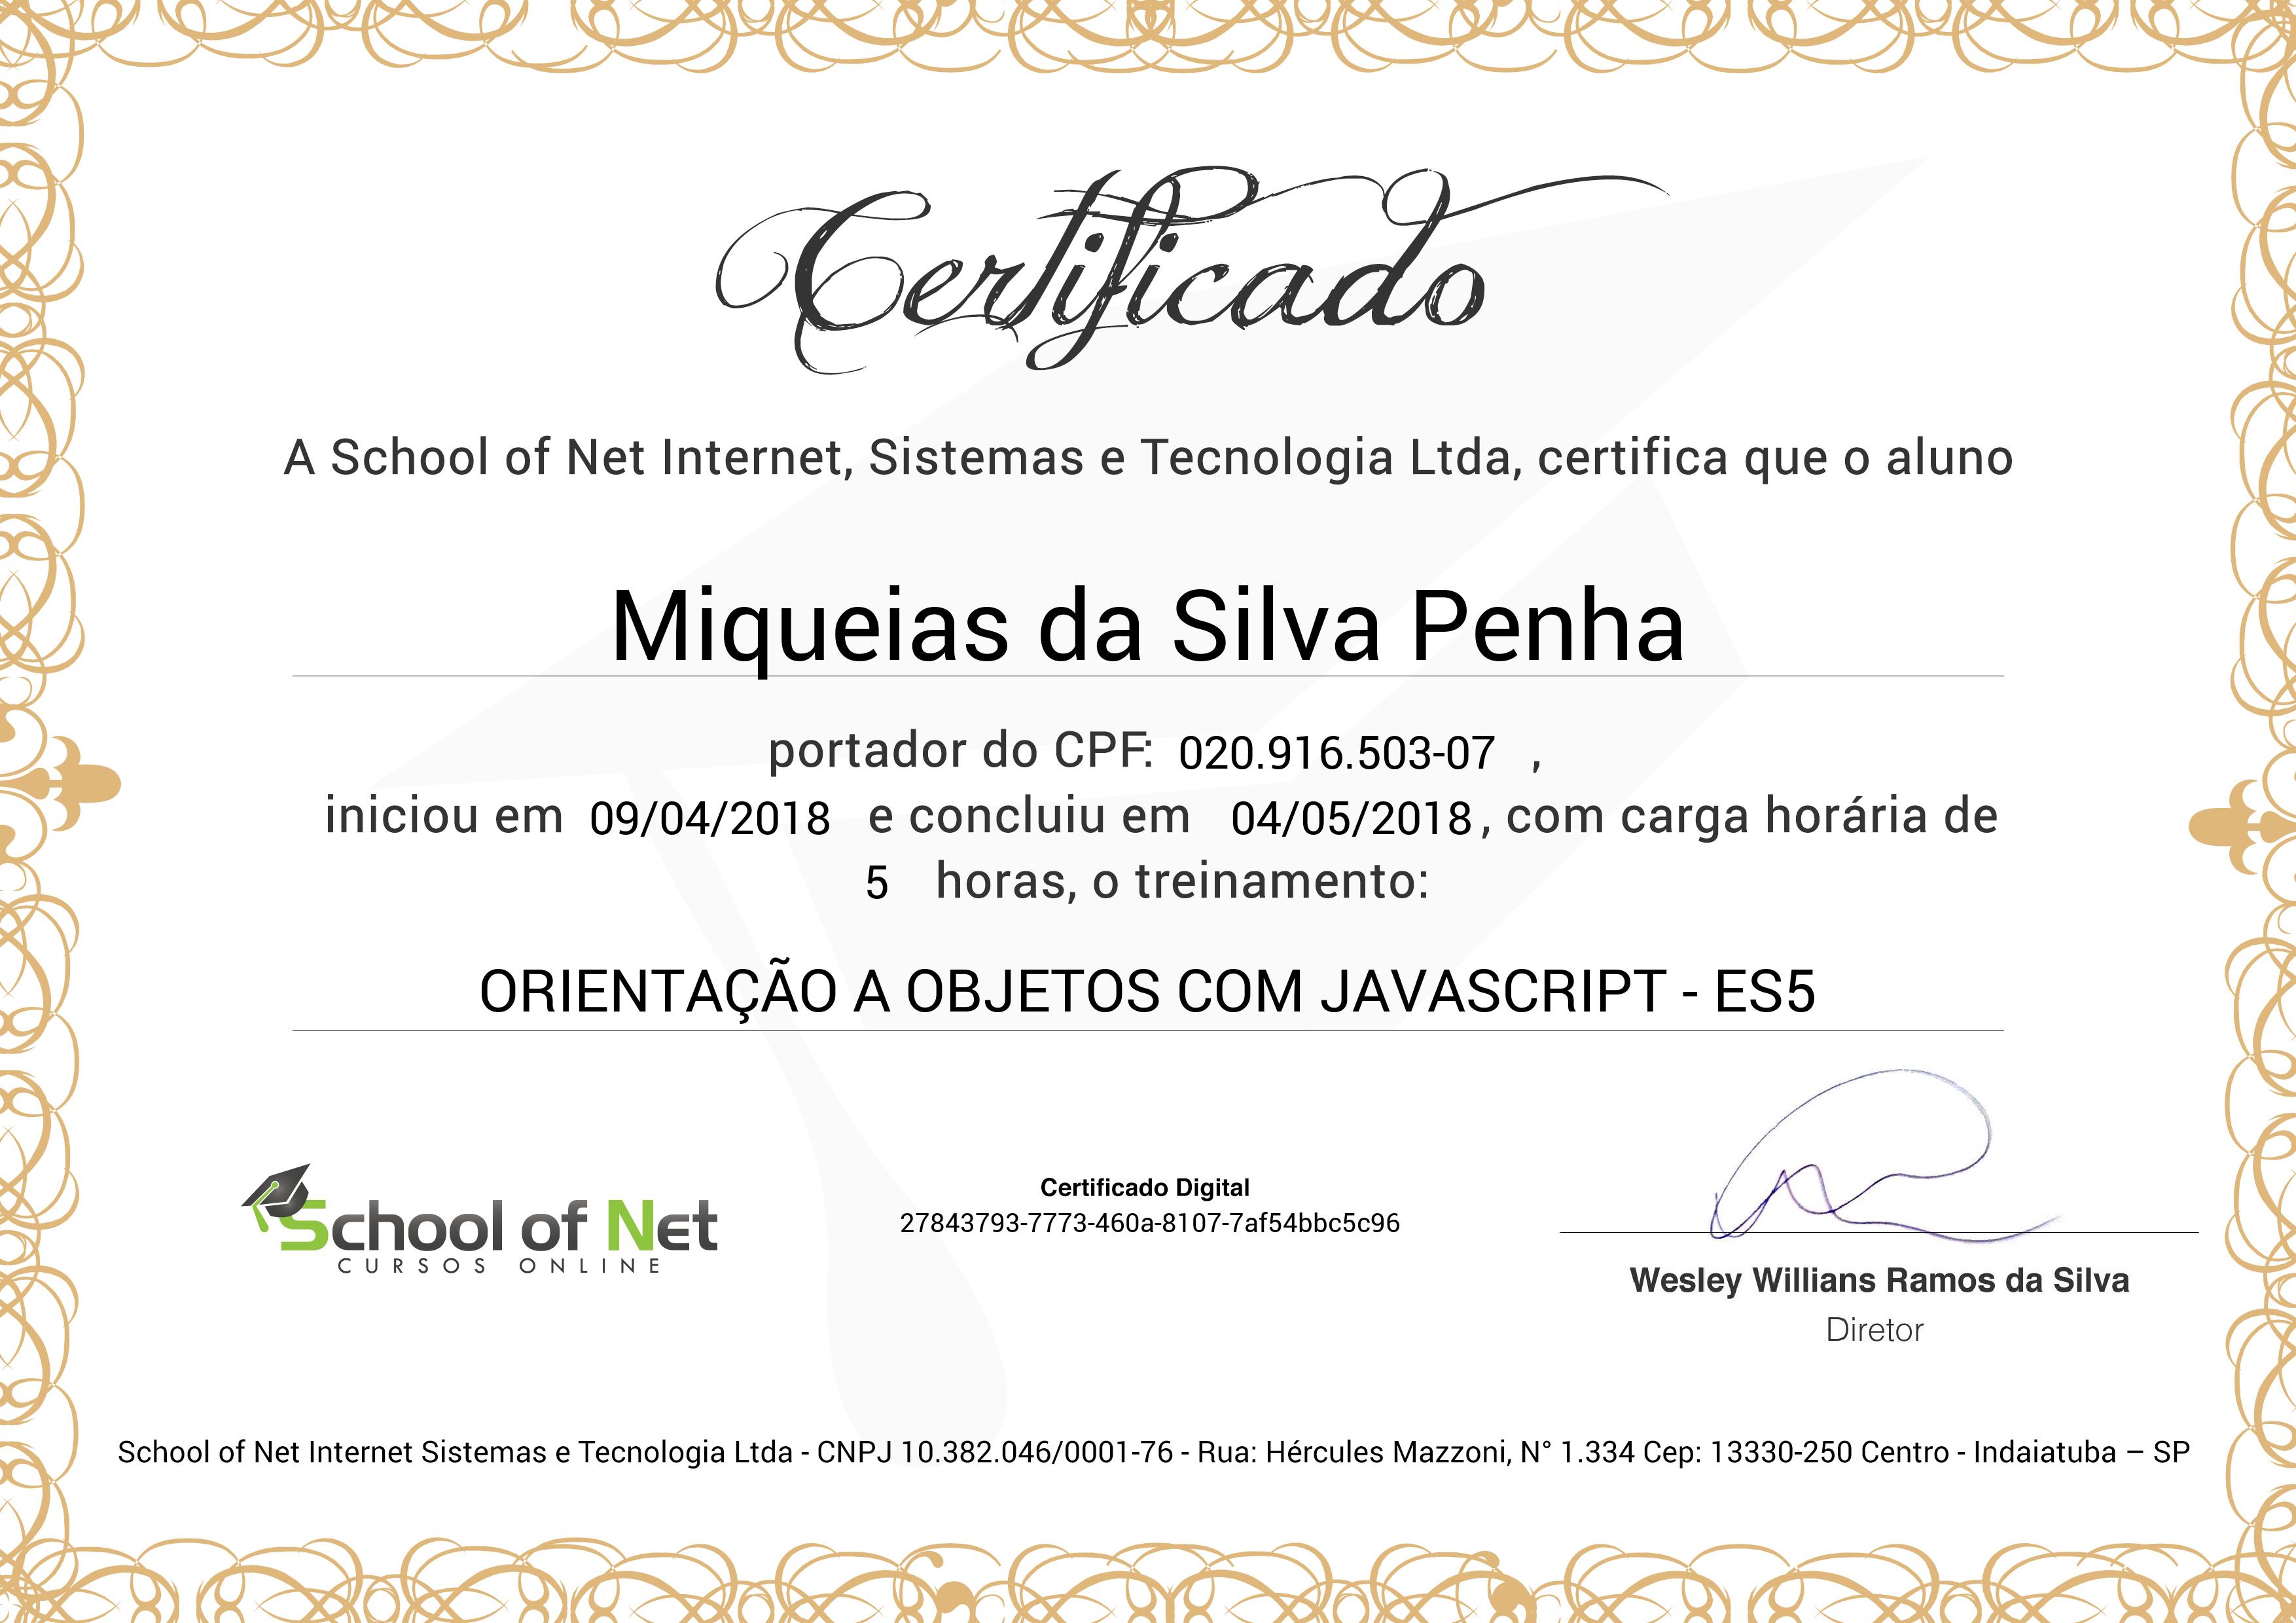 Certificado
A School of Net Internet, Sistemas e Tecnologia Ltda, certifica que o aluno
Miqueias da Silva Penha
portador do CPF: 020.916.503-07 ,
iniciou em 09/04/2018 e concluiu em 04/05/2018, com carga horária de
5 horas, o treinamento:
ORIENTAÇÃO A OBJETOS COM JAVASCRIPT - ES5
School of Net
CURSOS ONLINE
Certificado Digital
27843793-7773-460a-8107-7af54bbc5c96
Wesley Willians Ramos da Silva
Diretor
School of Net Internet Sistemas e Tecnologia Ltda - CNPJ 10.382.046/0001-76 - Rua: Hércules Mazzoni, N° 1.334 Cep: 13330-250 Centro - Indaiatuba – SP